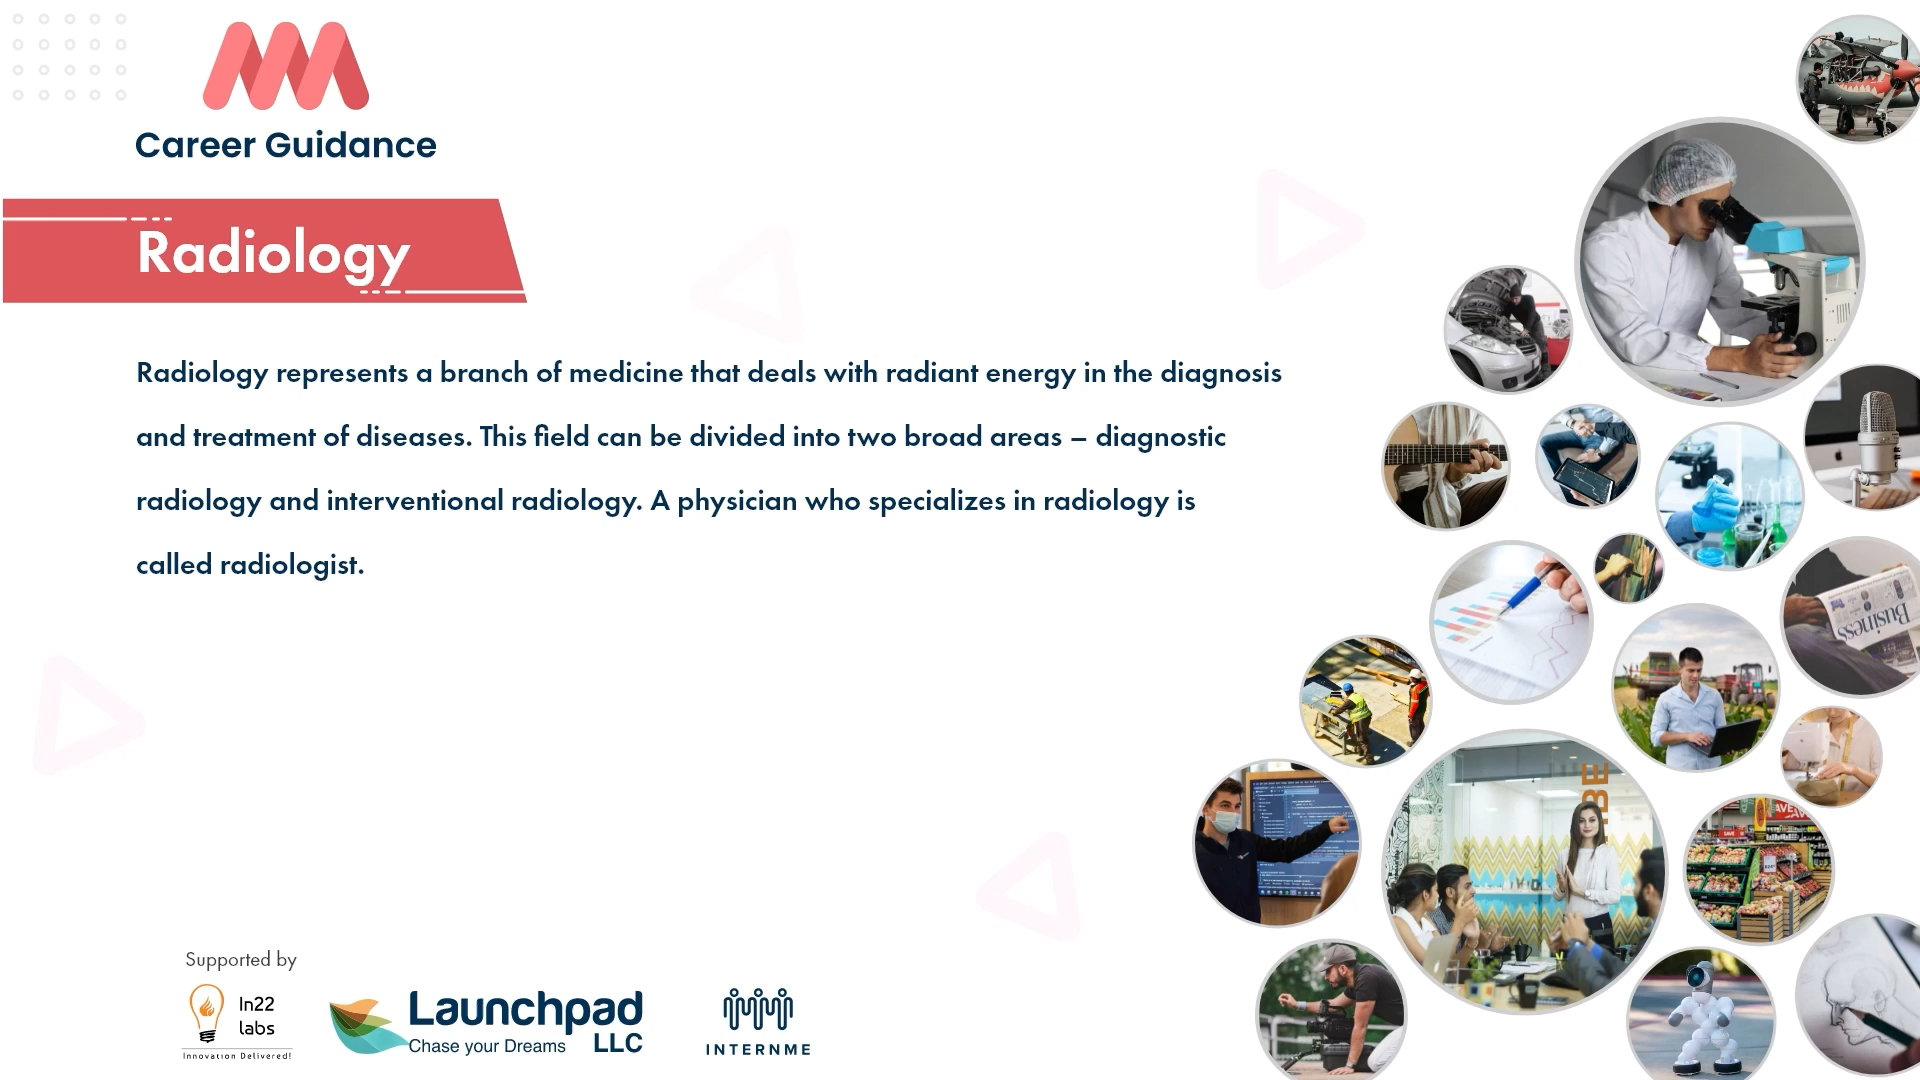 Career Guidance
Radiology
Radiology represents a branch of medicine that deals with radiant energy in the diagnosis
and treatment of diseases. This field can be divided into two broad areas – diagnostic
radiology and interventional radiology. A physician who specializes in radiology is
called radiologist.
Business
SAVE
Supported by
In22
labs
Innovation Delivered!
Launchpad
Chase your Dreams LLC
INTERNME